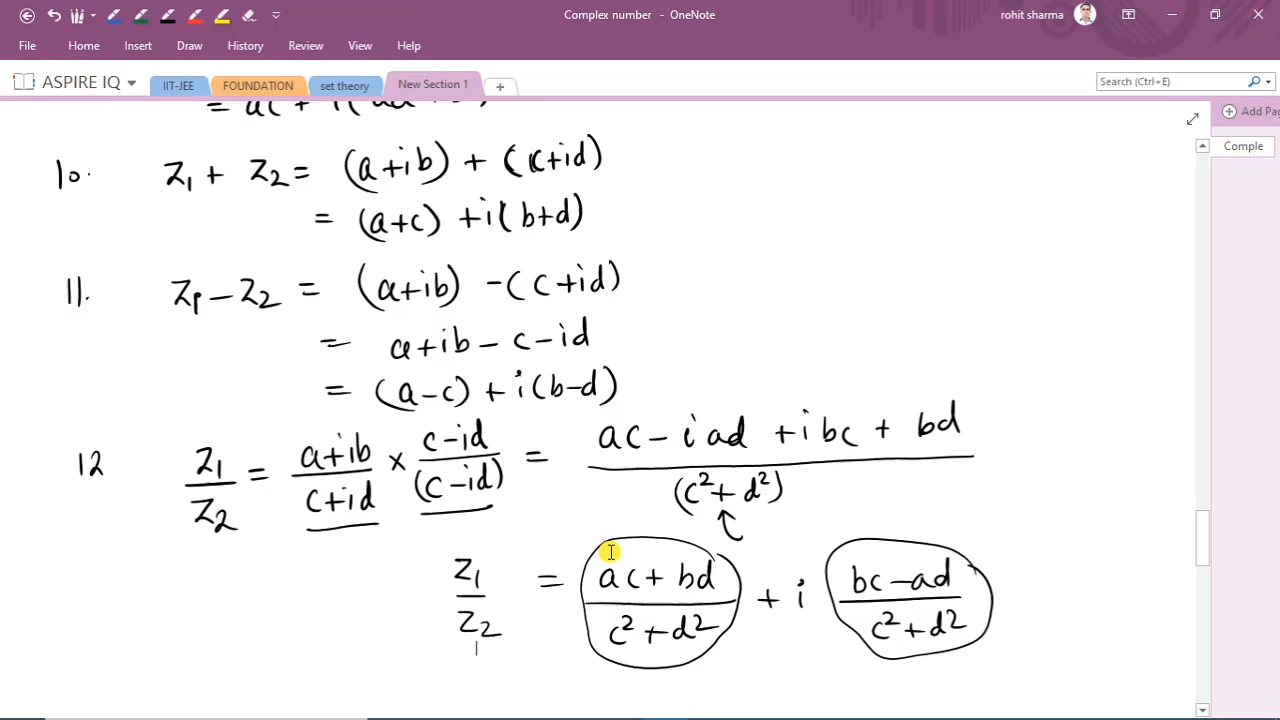 Complex number - OneNote
rohit sharma
File Home Insert Draw History Review View Help
ASPIRE IQ IIT-JEE FOUNDATION set theory New Section 1 + Search (Ctrl+E)
Add Pag
Comple
10. Z1 + Z2 = (a+ib) + (c+id)
= (a+c) +i(b+d)
11. Z1 - Z2 = (a+ib) -(c+id)
= a+ib - c - id
= (a-c) + i(b-d)
12 Z1/Z2 = a+ib/c+id × c-id/(c-id) = ac - iad + ibc + bd/(c²+d²)
Z1/Z2 = ac+bd/c²+d² + i bc-ad/c²+d²